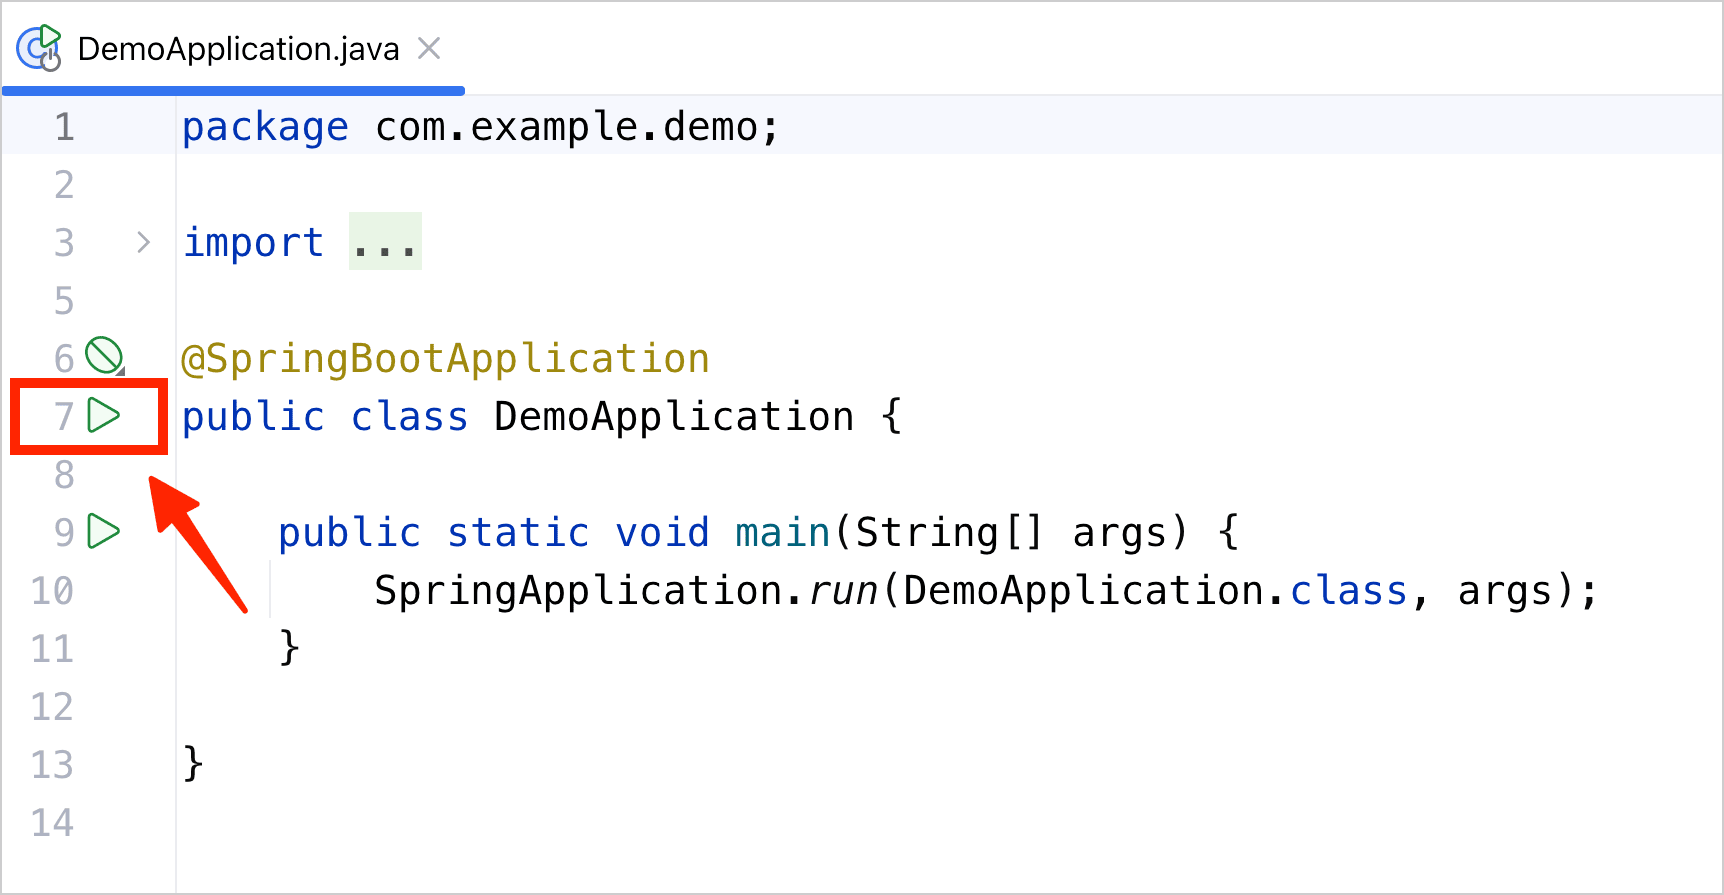 DemoApplication.java
1 package com.example.demo;
2
3 import ...
5
6 @SpringBootApplication
7 public class DemoApplication {
8
9 public static void main(String[] args) {
10 SpringApplication.run(DemoApplication.class, args);
11 }
12
13 }
14